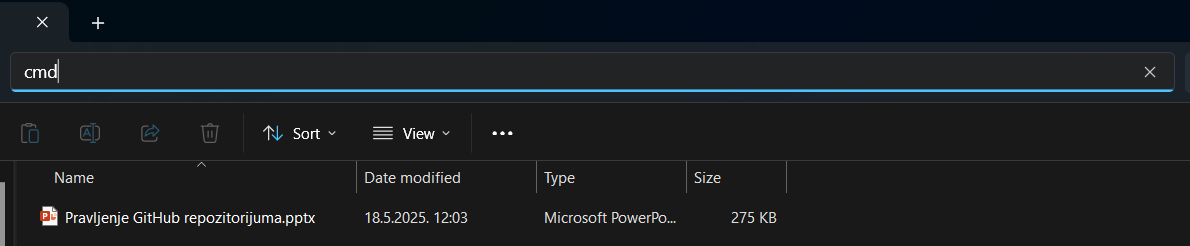 cmd
Sort View
Name Date modified Type Size
Pravljenje GitHub repozitorijuma.pptx 18.5.2025. 12:03 Microsoft PowerPo... 275 KB